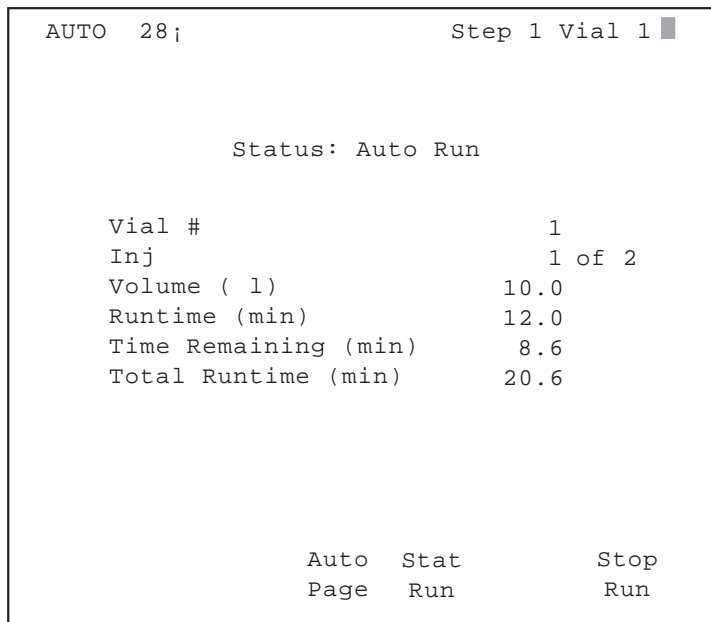 AUTO 28¡ Step 1 Vial 1
Status: Auto Run
Vial # 1
Inj 1 of 2
Volume ( l) 10.0
Runtime (min) 12.0
Time Remaining (min) 8.6
Total Runtime (min) 20.6
Auto Stat Stop
Page Run Run